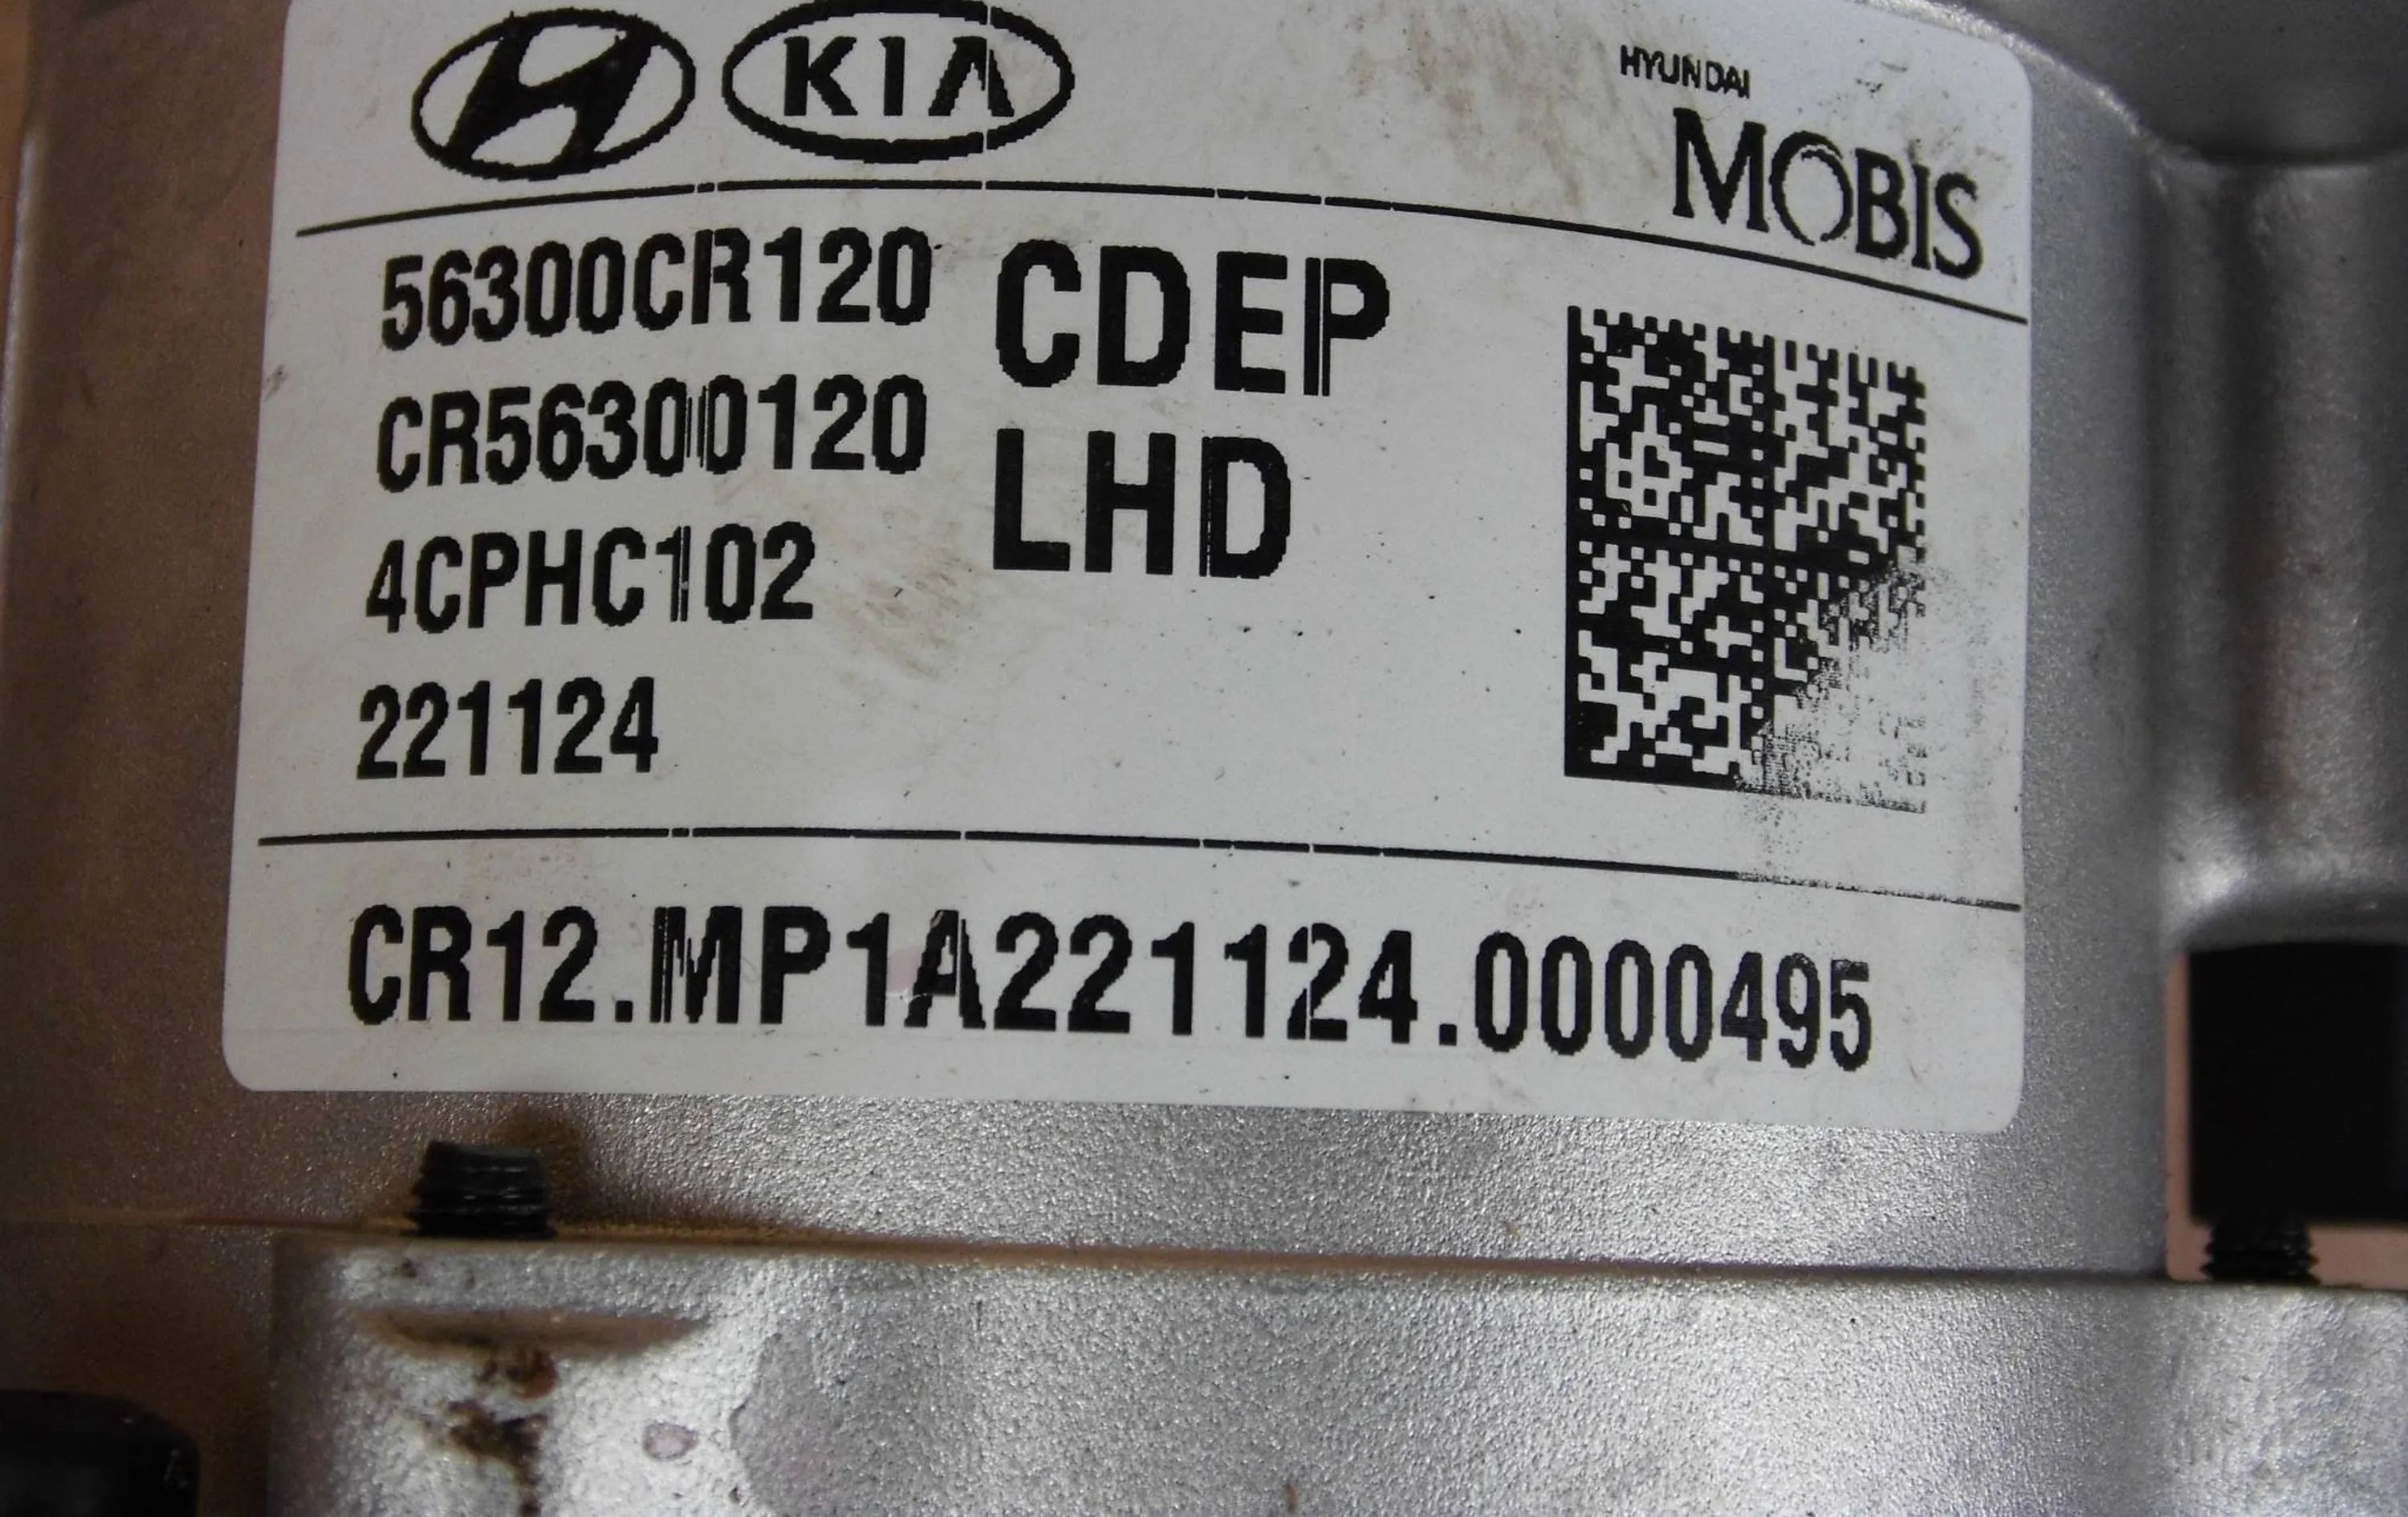 KIA
HYUNDAI
MOBIS
56300CR120 CDEP
CR56300120 LHD
4CPHC102
221124
CR12.MP1A221124.0000495